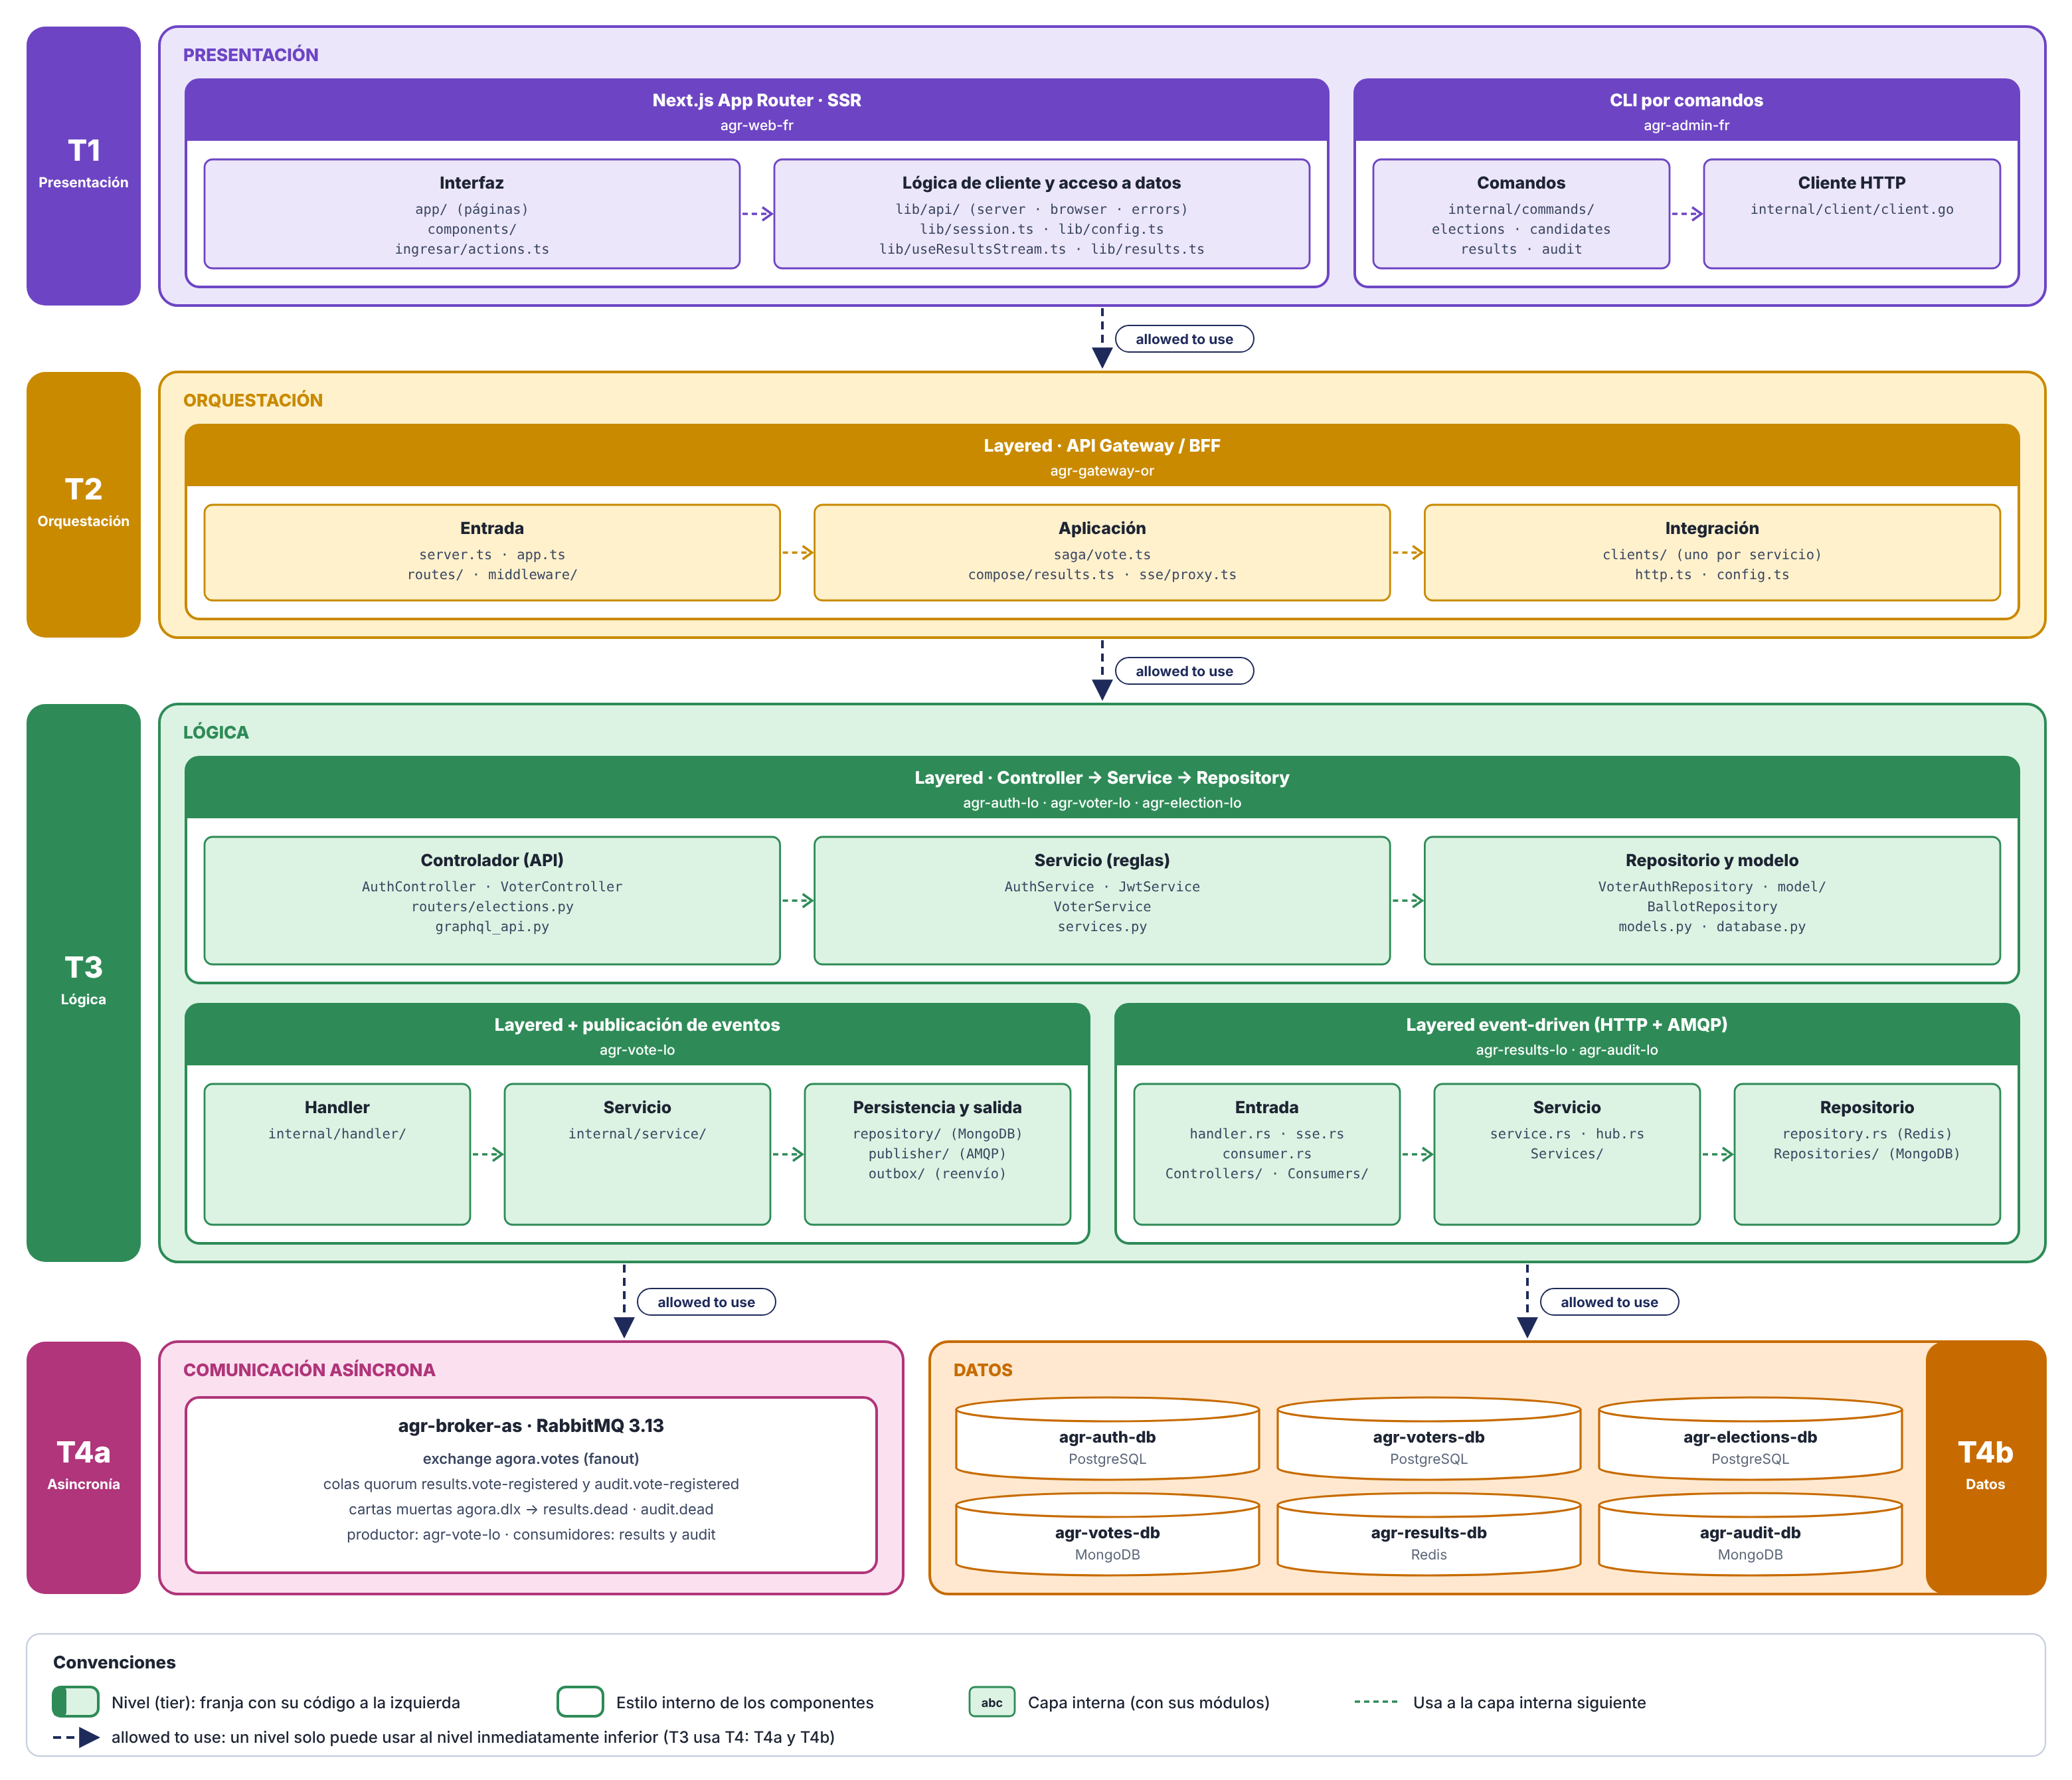 T1
Presentación
PRESENTACIÓN
Next.js App Router · SSR
agr-web-fr
Interfaz
app/ (páginas)
components/
ingresar/actions.ts
Lógica de cliente y acceso a datos
lib/api/ (server · browser · errors)
lib/session.ts · lib/config.ts
lib/useResultsStream.ts · lib/results.ts
CLI por comandos
agr-admin-fr
Comandos
internal/commands/
elections · candidates
results · audit
Cliente HTTP
internal/client/client.go
allowed to use
T2
Orquestación
ORQUESTACIÓN
Layered · API Gateway / BFF
agr-gateway-or
Entrada
server.ts · app.ts
routes/ · middleware/
Aplicación
saga/vote.ts
compose/results.ts · sse/proxy.ts
Integración
clients/ (uno por servicio)
http.ts · config.ts
allowed to use
T3
Lógica
LÓGICA
Layered · Controller → Service → Repository
agr-auth-lo · agr-voter-lo · agr-election-lo
Controlador (API)
AuthController · VoterController
routers/elections.py
graphql_api.py
Servicio (reglas)
AuthService · JwtService
VoterService
services.py
Repositorio y modelo
VoterAuthRepository · model/
BallotRepository
models.py · database.py
Layered + publicación de eventos
agr-vote-lo
Handler
internal/handler/
Servicio
internal/service/
Persistencia y salida
repository/ (MongoDB)
publisher/ (AMQP)
outbox/ (reenvío)
Layered event-driven (HTTP + AMQP)
agr-results-lo · agr-audit-lo
Entrada
handler.rs · sse.rs
consumer.rs
Controllers/ · Consumers/
Servicio
service.rs · hub.rs
Services/
Repositorio
repository.rs (Redis)
Repositories/ (MongoDB)
allowed to use
allowed to use
T4a
Asincronía
COMUNICACIÓN ASÍNCRONA
agr-broker-as · RabbitMQ 3.13
exchange agora.votes (fanout)
colas quorum results.vote-registered y audit.vote-registered
cartas muertas agora.dlx → results.dead · audit.dead
productor: agr-vote-lo · consumidores: results y audit
DATOS
agr-auth-db
PostgreSQL
agr-voters-db
PostgreSQL
agr-elections-db
PostgreSQL
agr-votes-db
MongoDB
agr-results-db
Redis
agr-audit-db
MongoDB
T4b
Datos
Convenciones
Nivel (tier): franja con su código a la izquierda
Estilo interno de los componentes
abc
Capa interna (con sus módulos)
Usa a la capa interna siguiente
allowed to use: un nivel solo puede usar al nivel inmediatamente inferior (T3 usa T4: T4a y T4b)